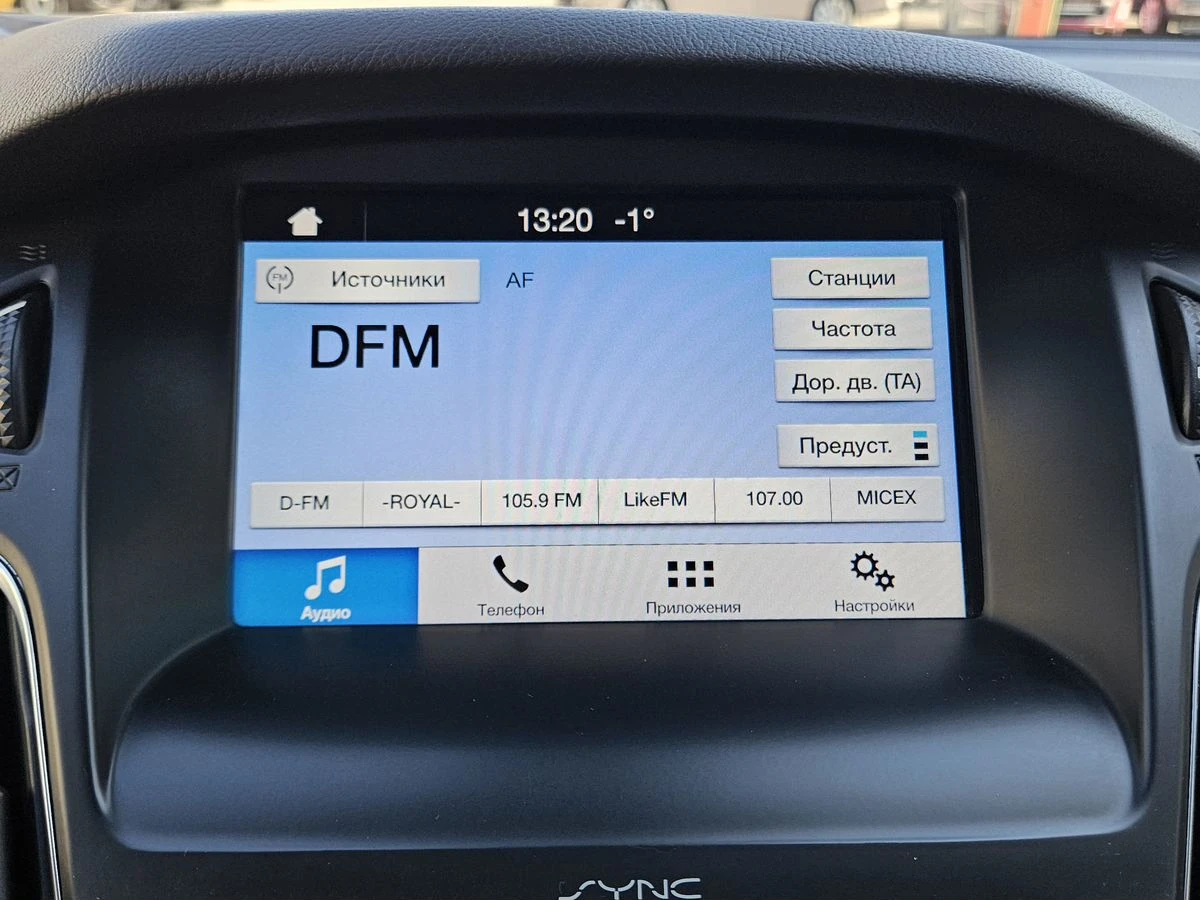 13:20 -1°
FM Источники AF Станции
DFM
Частота
Дор. дв. (TA)
Предуст.
D-FM -ROYAL- 105.9 FM LikeFM 107.00 MICEX
Аудио Телефон Приложения Настройки
SYNC